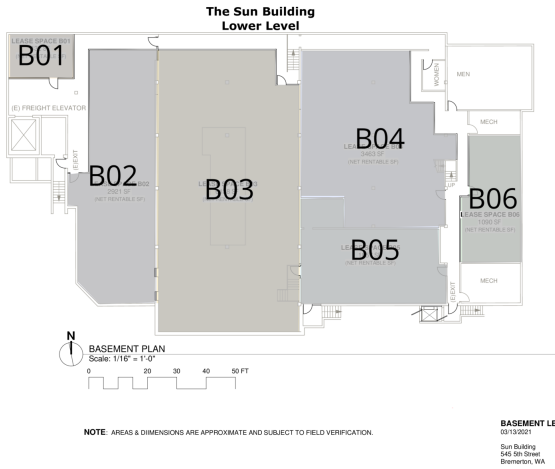 The Sun Building
Lower Level
LEASE SPACE B01
B01
WOMEN
MEN
(E) FREIGHT ELEVATOR
MECH
(E)EXIT
B02
2921 SF
(NET RENTABLE SF)
B03
B04
3463 SF
(NET RENTABLE SF)
UP
B06
LEASE SPACE B06
1090 SF
(NET RENTABLE SF)
B05
(NET RENTABLE SF)
(E)EXIT
MECH
N
BASEMENT PLAN
Scale: 1/16" = 1'-0"
0 10 20 30 40 50 FT
NOTE: AREAS & DIIMENSIONS ARE APPROXIMATE AND SUBJECT TO FIELD VERIFICATION.
BASEMENT LE
03/13/2021
Sun Building
545 5th Street
Bremerton, WA